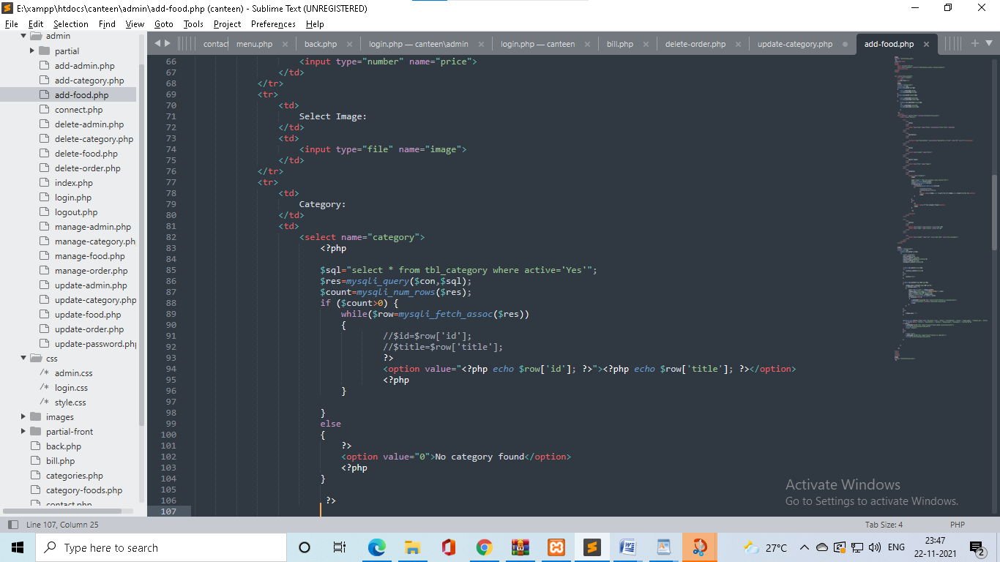 E:\xampp\htdocs\canteen\admin\add-food.php (canteen) - Sublime Text (UNREGISTERED)
File Edit Selection Find View Goto Tools Project Preferences Help
admin
partial
add-admin.php
add-category.php
add-food.php
connect.php
delete-admin.php
delete-category.php
delete-food.php
delete-order.php
index.php
login.php
logout.php
manage-admin.php
manage-category.ph
manage-food.php
manage-order.php
update-admin.php
update-category.php
update-food.php
update-order.php
update-password.php
css
/* admin.css
/* login.css
/* style.css
images
partial-front
back.php
bill.php
categories.php
category-foods.php
contact.php
contact menu.php × back.php × login.php — canteen\admin × login.php — canteen × bill.php × delete-order.php × update-category.php • add-food.php ×
66 <input type="number" name="price">
67 </td>
68 </tr>
69 <tr>
70 <td>
71 Select Image:
72 </td>
73 <td>
74 <input type="file" name="image">
75 </td>
76 </tr>
77 <tr>
78 <td>
79 Category:
80 </td>
81 <td>
82 <select name="category">
83 <?php
84
85 $sql="select * from tbl_category where active='Yes'";
86 $res=mysqli_query($con,$sql);
87 $count=mysqli_num_rows($res);
88 if ($count>0) {
89 while($row=mysqli_fetch_assoc($res))
90 {
91 //$id=$row['id'];
92 //$title=$row['title'];
93 ?>
94 <option value="<?php echo $row['id']; ?>"><?php echo $row['title']; ?></option>
95 <?php
96 }
97
98 }
99 else
100 {
101 ?>
102 <option value="0">No category found</option>
103 <?php
104 }
105
106 ?>
107
Activate Windows
Go to Settings to activate Windows.
Line 107, Column 25 Tab Size: 4 PHP
Type here to search 27°C ENG 23:47
22-11-2021 2